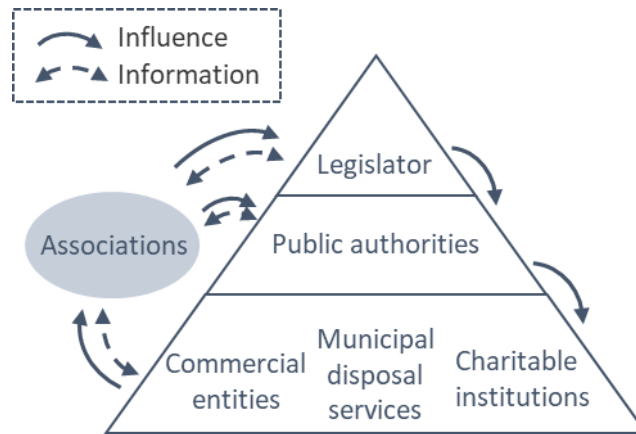 Influence
Information
Legislator
Associations
Public authorities
Commercial
entities
Municipal
disposal
services
Charitable
institutions